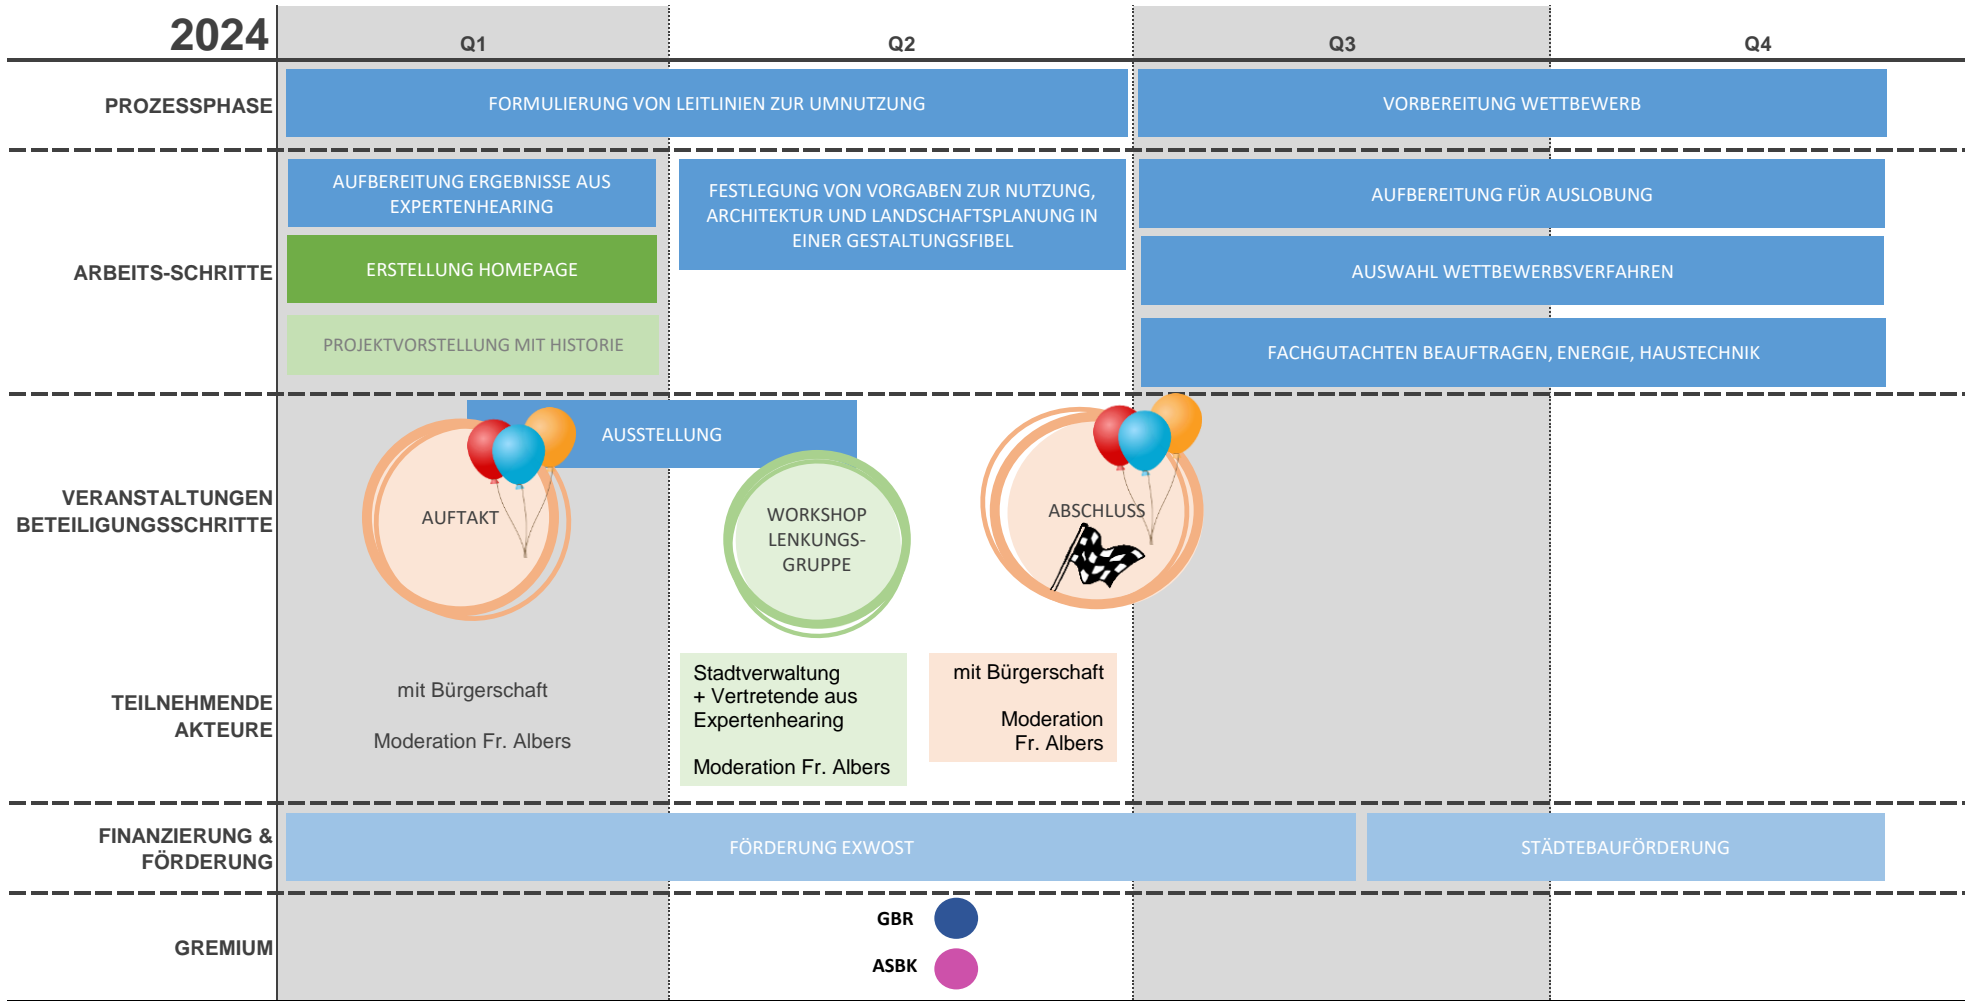 2024
Q1
Q2
Q3
Q4
PROZESSPHASE
FORMULIERUNG VON LEITLINIEN ZUR UMNUTZUNG
VORBEREITUNG WETTBEWERB
ARBEITS-SCHRITTE
AUFBEREITUNG ERGEBNISSE AUS
EXPERTENHEARING
ERSTELLUNG HOMEPAGE
PROJEKTVORSTELLUNG MIT HISTORIE
FESTLEGUNG VON VORGABEN ZUR NUTZUNG,
ARCHITEKTUR UND LANDSCHAFTSPLANUNG IN
EINER GESTALTUNGSFIBEL
AUFBEREITUNG FÜR AUSLOBUNG
AUSWAHL WETTBEWERBSVERFAHREN
FACHGUTACHTEN BEAUFTRAGEN, ENERGIE, HAUSTECHNIK
VERANSTALTUNGEN
BETEILIGUNGSSCHRITTE
AUSSTELLUNG
AUFTAKT
WORKSHOP
LENKUNGS-
GRUPPE
ABSCHLUSS
TEILNEHMENDE
AKTEURE
mit Bürgerschaft
Moderation Fr. Albers
Stadtverwaltung
+ Vertretende aus
Expertenhearing
Moderation Fr. Albers
mit Bürgerschaft
Moderation
Fr. Albers
FINANZIERUNG &
FÖRDERUNG
FÖRDERUNG EXWOST
STÄDTEBAUFÖRDERUNG
GREMIUM
GBR
ASBK